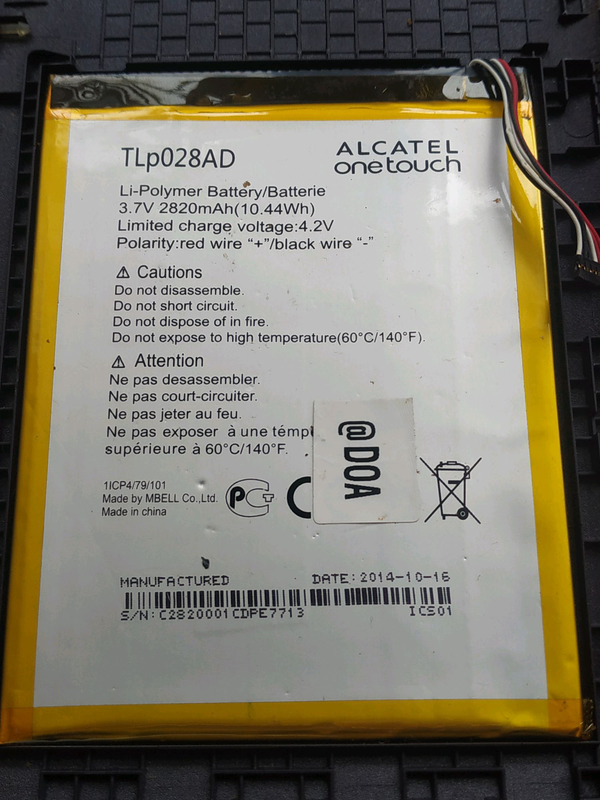 TLp028AD
ALCATEL
onetouch
Li-Polymer Battery/Batterie
3.7V 2820mAh(10.44Wh)
Limited charge voltage:4.2V
Polarity:red wire “+”/black wire “-”
⚠ Cautions
Do not disassemble.
Do not short circuit.
Do not dispose of in fire.
Do not expose to high temperature(60°C/140°F).
⚠ Attention
Ne pas desassembler.
Ne pas court-circuiter.
Ne pas jeter au feu.
Ne pas exposer à une
supérieure à 60°C/140°F.
@DOA
1ICP4/79/101
Made by MBELL Co.,Ltd.
Made in china
MANUFACTURED DATE:2014-10-16
S/N:C2820001CDPE7713 ICS01